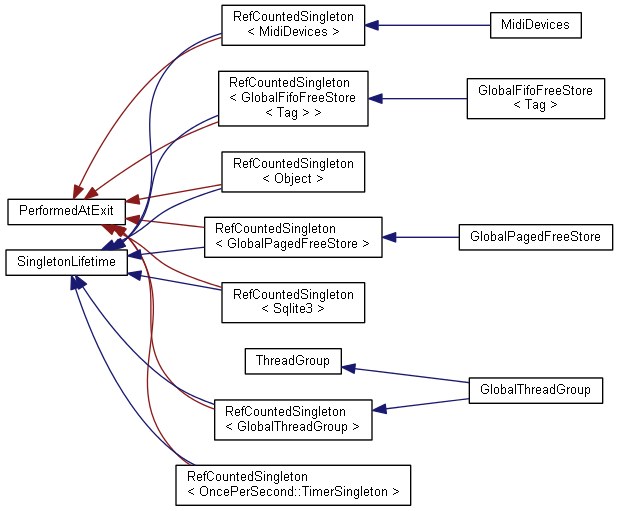 RefCountedSingleton
< MidiDevices >
MidiDevices
RefCountedSingleton
< GlobalFifoFreeStore
< Tag > >
GlobalFifoFreeStore
< Tag >
RefCountedSingleton
< Object >
PerformedAtExit
RefCountedSingleton
< GlobalPagedFreeStore >
GlobalPagedFreeStore
SingletonLifetime
RefCountedSingleton
< Sqlite3 >
ThreadGroup
GlobalThreadGroup
RefCountedSingleton
< GlobalThreadGroup >
RefCountedSingleton
< OncePerSecond::TimerSingleton >